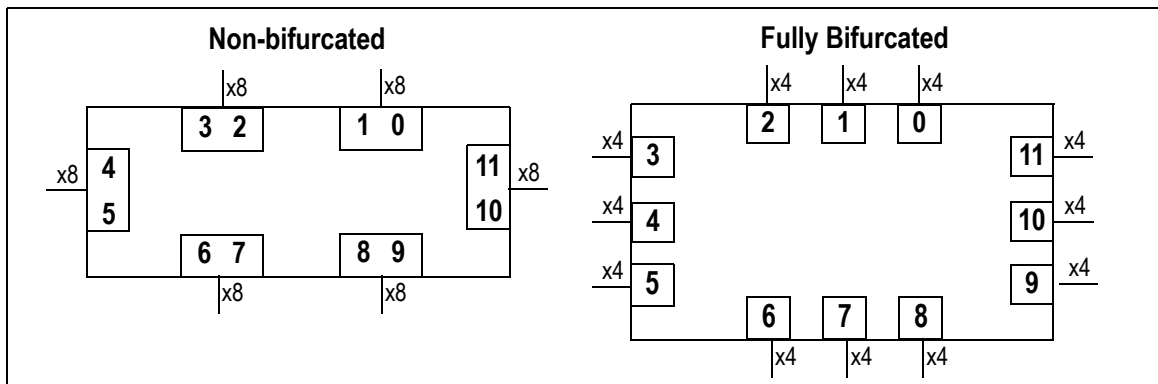 Non-bifurcated
x8 x8
3 2 1 0
x8 4 11 x8
5 10
6 7 8 9
x8 x8
Fully Bifurcated
x4 x4 x4
2 1 0
x4 3 11 x4
x4 4 10 x4
x4 5 9 x4
6 7 8
x4 x4 x4